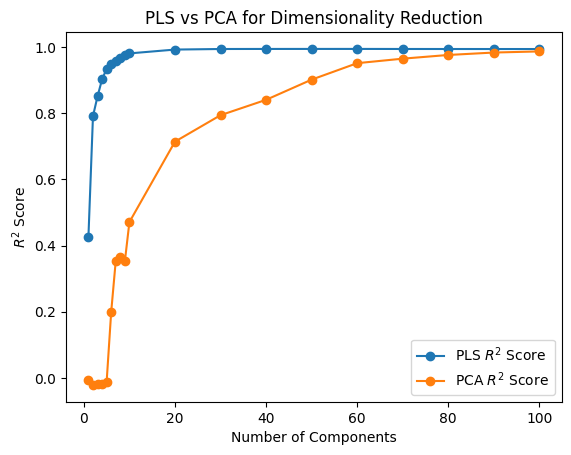 PLS vs PCA for Dimensionality Reduction
1.0
0.8
0.6
0.4
0.2
0.0
R² Score
0 20 40 60 80 100
Number of Components
PLS R² Score
PCA R² Score